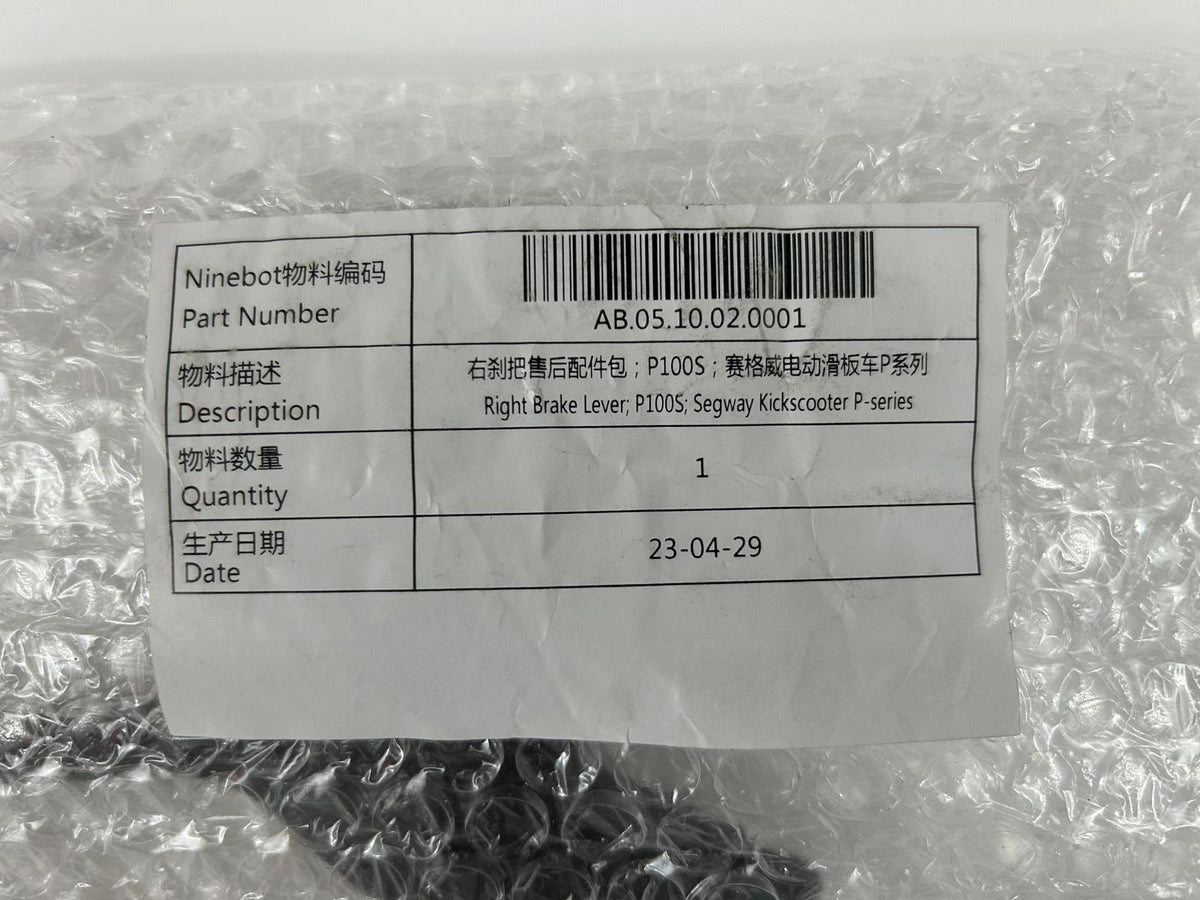 Ninebot物料编码
Part Number
AB.05.10.02.0001
物料描述
Description
右刹把售后配件包；P100S；赛格威电动滑板车P系列
Right Brake Lever; P100S; Segway Kickscooter P-series
物料数量
Quantity
1
生产日期
Date
23-04-29